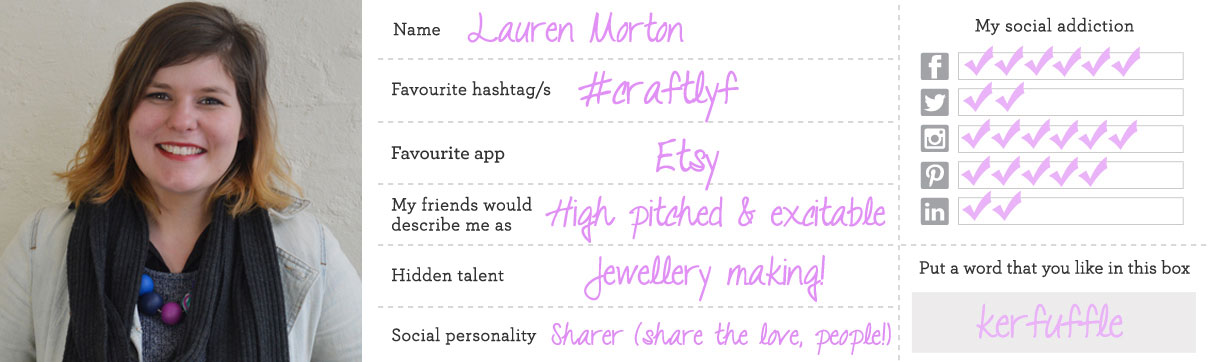 Name Lauren Morton
Favourite hashtag/s #craftlyf
Favourite app Etsy
My friends would
describe me as High pitched & excitable
Hidden talent Jewellery making!
Social personality Sharer (share the love, people!)
My social addiction
f
in
Put a word that you like in this box
kerfuffle